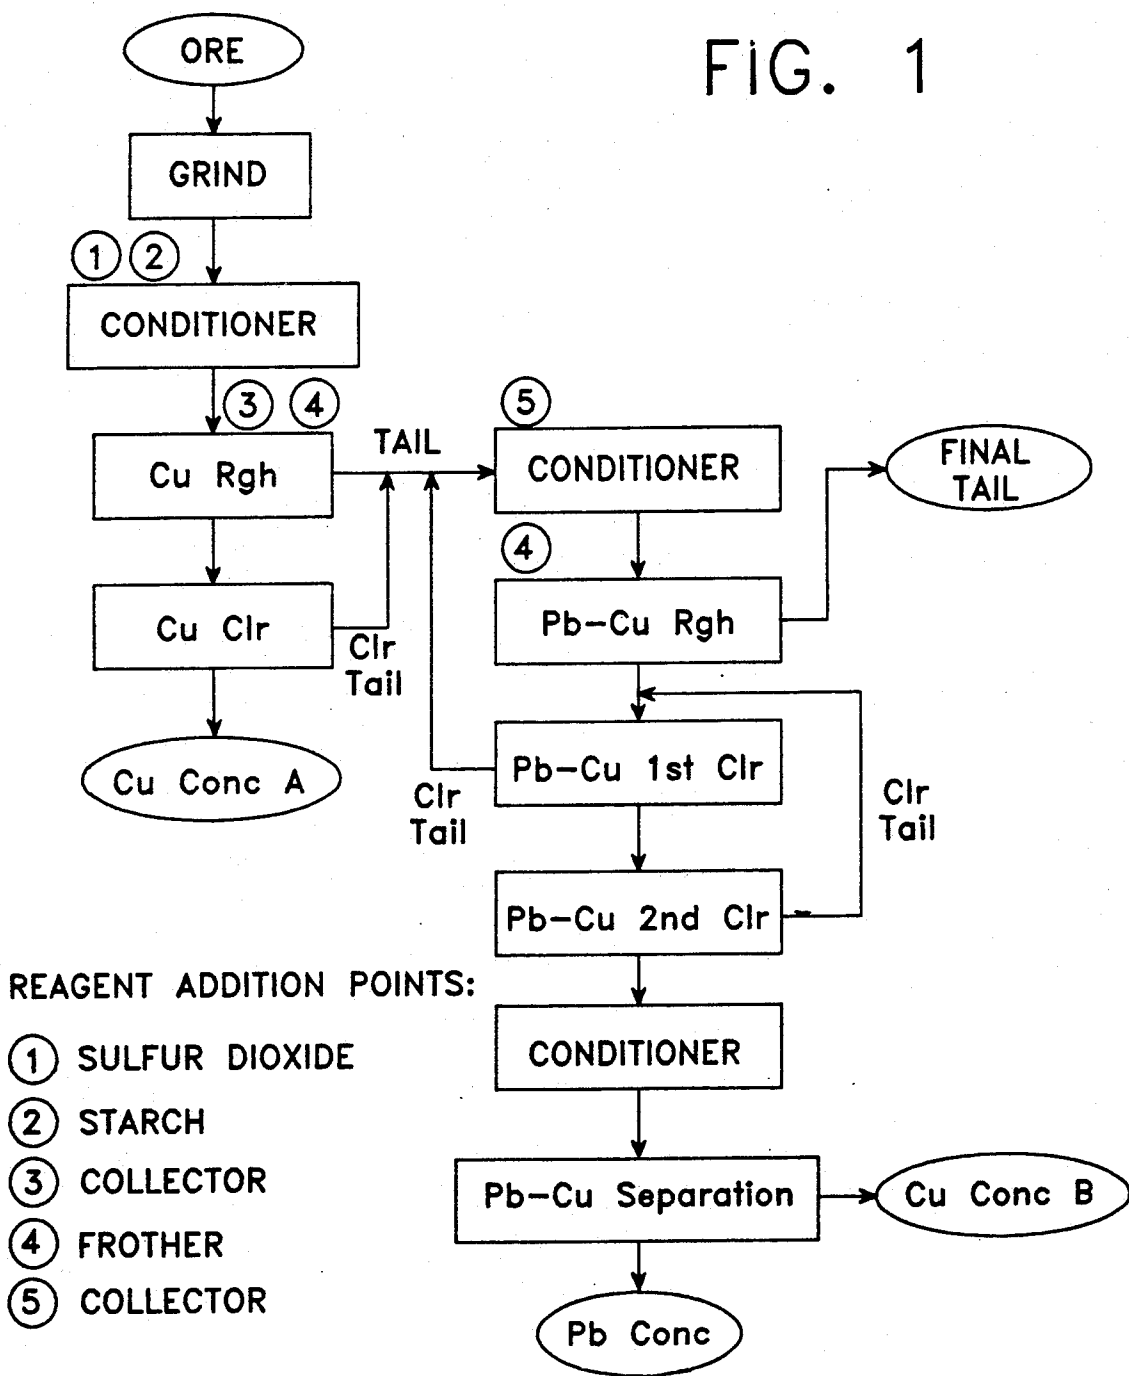 FIG. 1
ORE
GRIND
1 2
CONDITIONER
3 4
Cu Rgh
TAIL
5
CONDITIONER
FINAL
TAIL
4
Pb-Cu Rgh
Cu Clr
Clr
Tail
Cu Conc A
Pb-Cu 1st Clr
Clr
Tail
Clr
Tail
Pb-Cu 2nd Clr
CONDITIONER
Pb-Cu Separation
Cu Conc B
Pb Conc
REAGENT ADDITION POINTS:
1 SULFUR DIOXIDE
2 STARCH
3 COLLECTOR
4 FROTHER
5 COLLECTOR